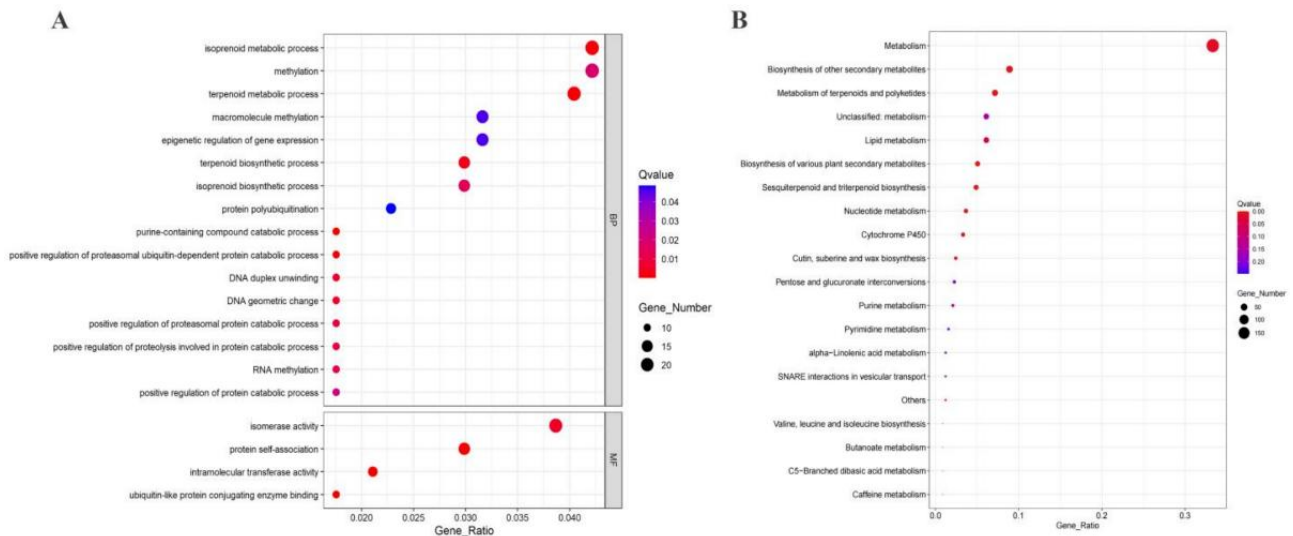 A
isoprenoid metabolic process
methylation
terpenoid metabolic process
macromolecule methylation
epigenetic regulation of gene expression
terpenoid biosynthetic process
isoprenoid biosynthetic process
protein polyubiquitination
purine-containing compound catabolic process
positive regulation of proteasomal ubiquitin-dependent protein catabolic process
DNA duplex unwinding
DNA geometric change
positive regulation of proteasomal protein catabolic process
positive regulation of proteolysis involved in protein catabolic process
RNA methylation
positive regulation of protein catabolic process
BP
isomerase activity
protein self-association
intramolecular transferase activity
ubiquitin-like protein conjugating enzyme binding
MF
0.020 0.025 0.030 0.035 0.040
Gene_Ratio
Qvalue
0.04
0.03
0.02
0.01
Gene_Number
10
15
20
B
Metabolism
Biosynthesis of other secondary metabolites
Metabolism of terpenoids and polyketides
Unclassified: metabolism
Lipid metabolism
Biosynthesis of various plant secondary metabolites
Sesquiterpenoid and triterpenoid biosynthesis
Nucleotide metabolism
Cytochrome P450
Cutin, suberine and wax biosynthesis
Pentose and glucuronate interconversions
Purine metabolism
Pyrimidine metabolism
alpha-Linolenic acid metabolism
SNARE interactions in vesicular transport
Others
Valine, leucine and isoleucine biosynthesis
Butanoate metabolism
C5-Branched dibasic acid metabolism
Caffeine metabolism
0.0 0.1 0.2 0.3
Gene_Ratio
Qvalue
0.00
0.05
0.10
0.15
0.20
Gene_Number
50
100
150